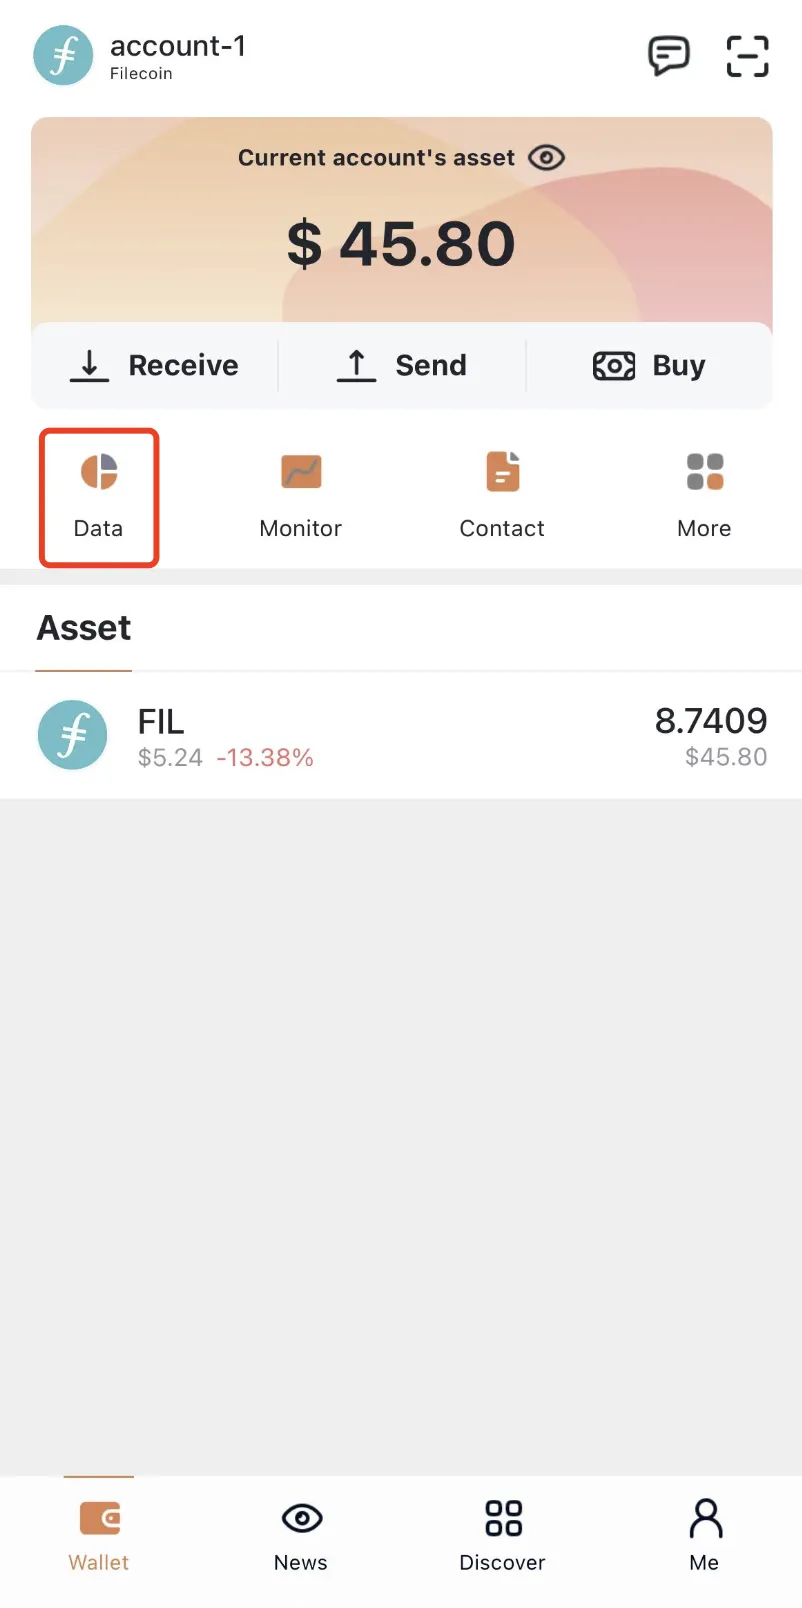 account-1
Filecoin
Current account's asset
$ 45.80
Receive
Send
Buy
Data
Monitor
Contact
More
Asset
FIL
8.7409
$5.24 -13.38%
$45.80
Wallet
News
Discover
Me